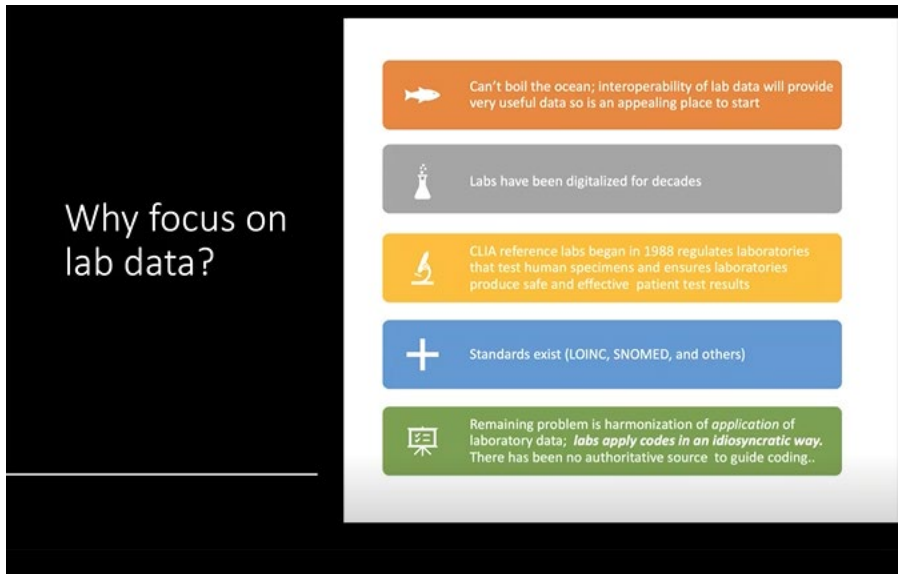 Why focus on
lab data?
Can't boil the ocean; interoperability of lab data will provide
very useful data so is an appealing place to start
Labs have been digitalized for decades
CLIA reference labs began in 1988 regulates laboratories
that test human specimens and ensures laboratories
produce safe and effective patient test results
Standards exist (LOINC, SNOMED, and others)
Remaining problem is harmonization of application of
laboratory data; labs apply codes in an idiosyncratic way.
There has been no authoritative source to guide coding..